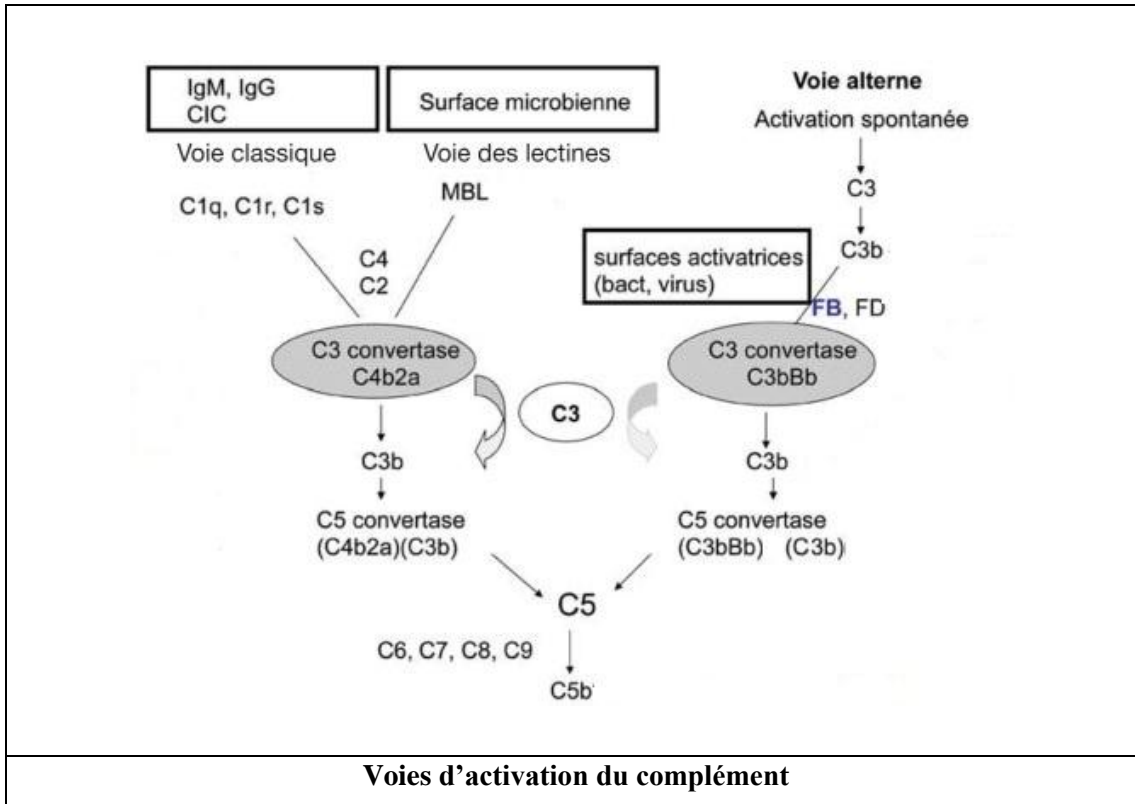 IgM, IgG
CIC
Surface microbienne
Voie classique
Voie des lectines
C1q, C1r, C1s
MBL
C4
C2
C3 convertase
C4b2a
C3b
C5 convertase
(C4b2a)(C3b)
C3
Voie alterne
Activation spontanée
C3
C3b
surfaces activatrices
(bact, virus)
FB, FD
C3 convertase
C3bBb
C3b
C5 convertase
(C3bBb) (C3b)
C5
C6, C7, C8, C9
C5b
Voies d’activation du complément